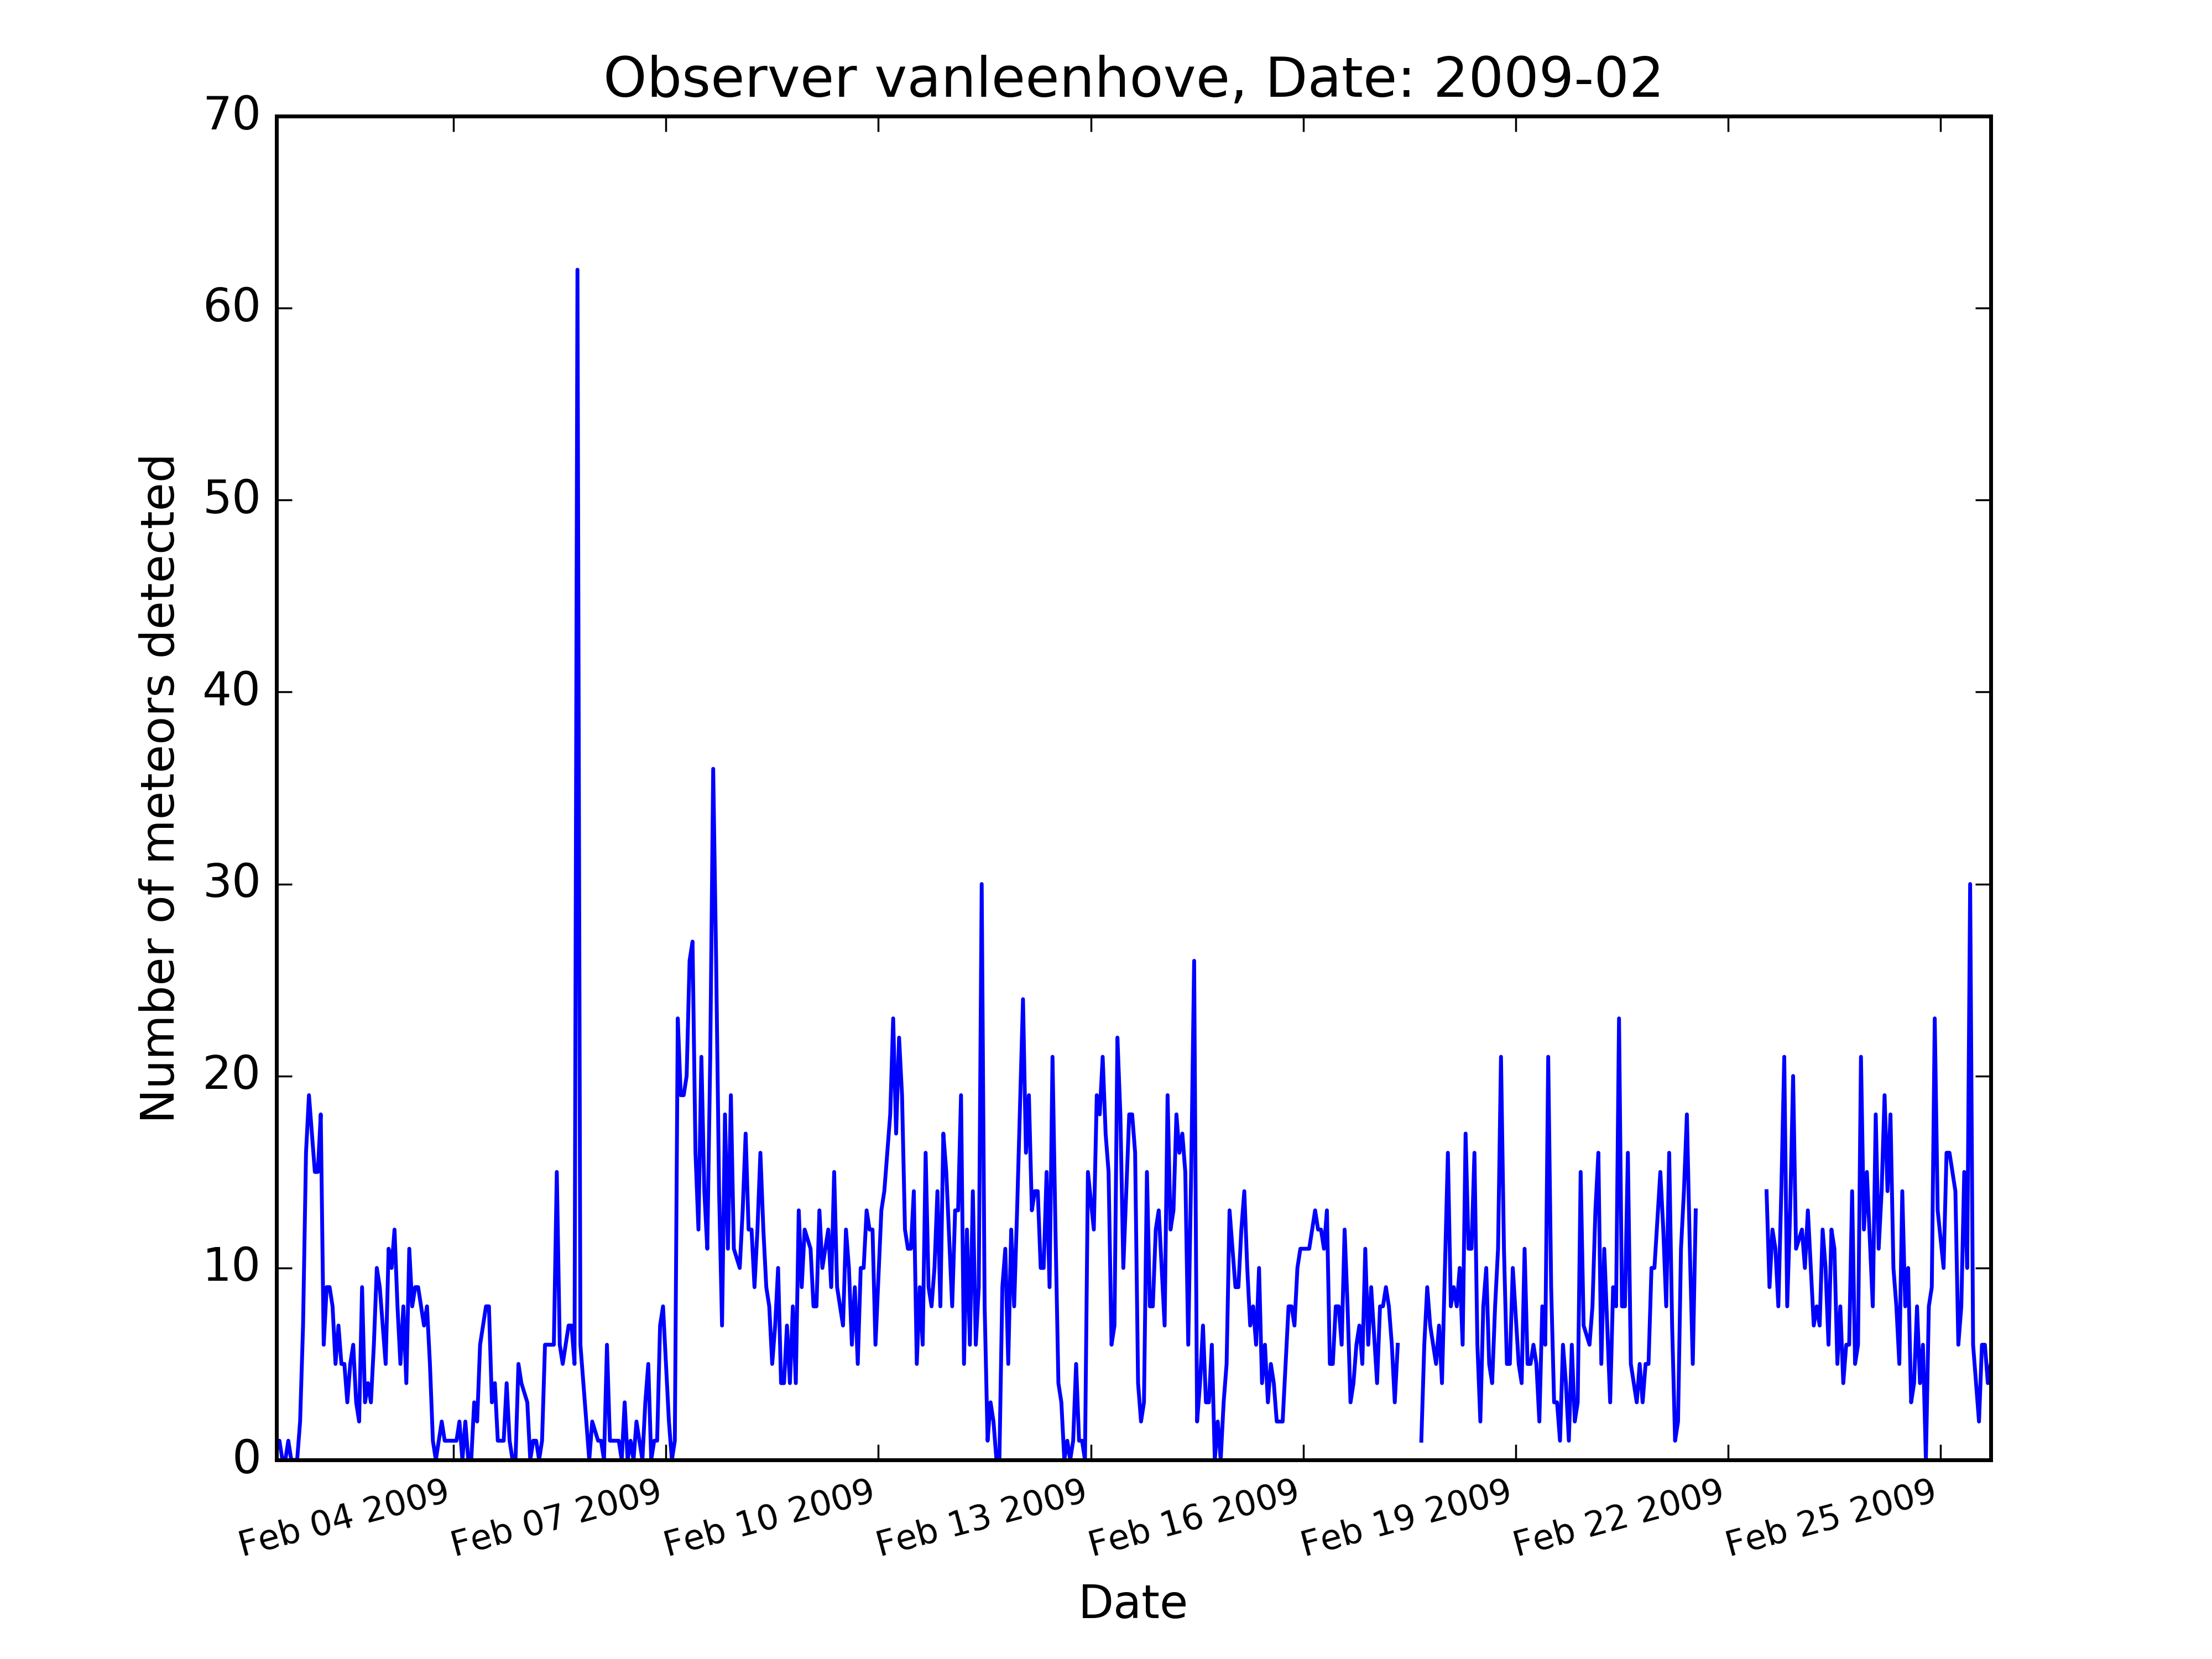 Observer vanleenhove, Date: 2009-02
Number of meteors detected
70
60
50
40
30
20
10
0
Feb 04 2009
Feb 07 2009
Feb 10 2009
Feb 13 2009
Feb 16 2009
Feb 19 2009
Feb 22 2009
Feb 25 2009
Date